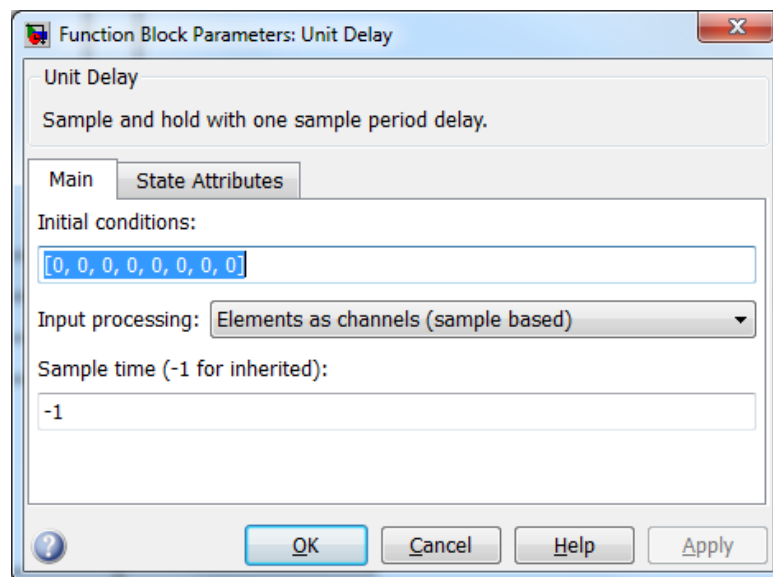 Function Block Parameters: Unit Delay
Unit Delay
Sample and hold with one sample period delay.
Main State Attributes
Initial conditions:
[0, 0, 0, 0, 0, 0, 0, 0]
Input processing: Elements as channels (sample based)
Sample time (-1 for inherited):
-1
OK Cancel Help Apply